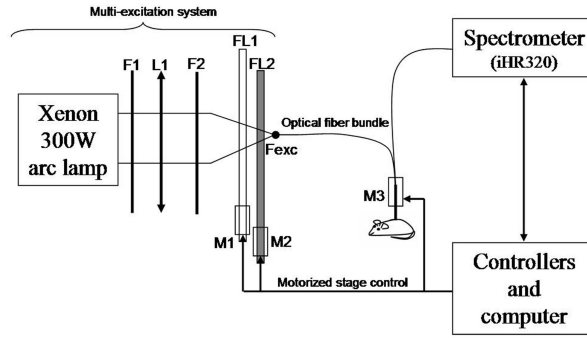 Multi-excitation system
FL1
F1 L1 F2 FL2
Xenon
300W
arc lamp
Optical fiber bundle
Fexc
M1
M2
M3
Motorized stage control
Spectrometer
(iHR320)
Controllers
and
computer